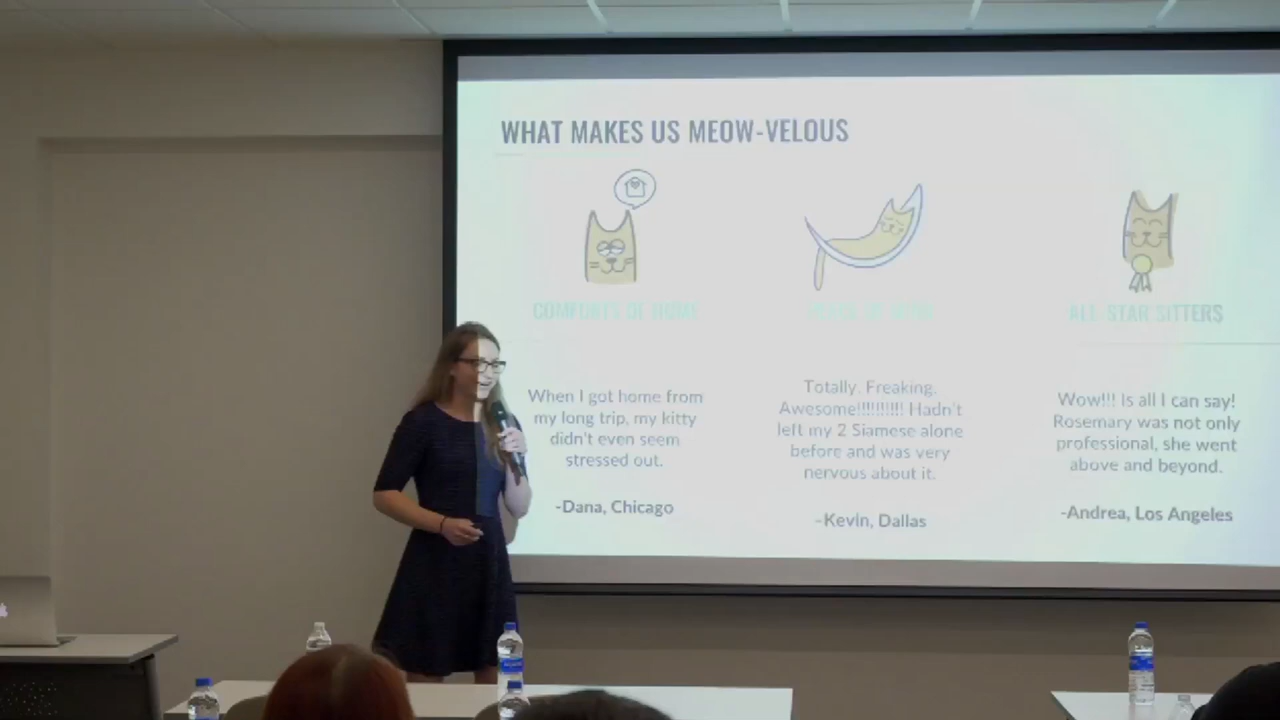 WHAT MAKES US MEOW-VELOUS
COMFORTS OF HOME
ALL-STAR SITTERS
When I got home from
my long trip, my kitty
didn't even seem
stressed out.
-Dana, Chicago
Totally. Freaking.
Awesome!!!!!!!!!! Hadn't
left my 2 Siamese alone
before and was very
nervous about it.
-Kevin, Dallas
Wow!!! Is all I can say!
Rosemary was not only
professional, she went
above and beyond.
-Andrea, Los Angeles